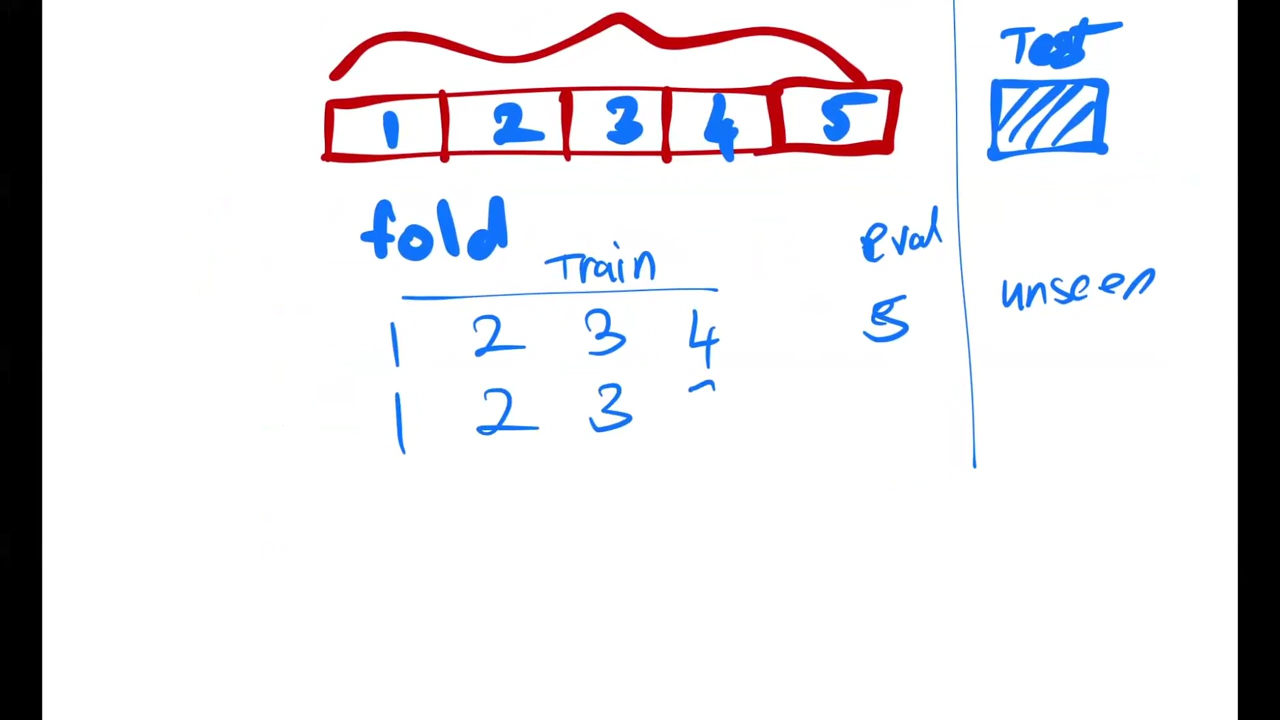 Test
1 2 3 4 5
fold
Train eval
unseen
1 2 3 4 5
1 2 3